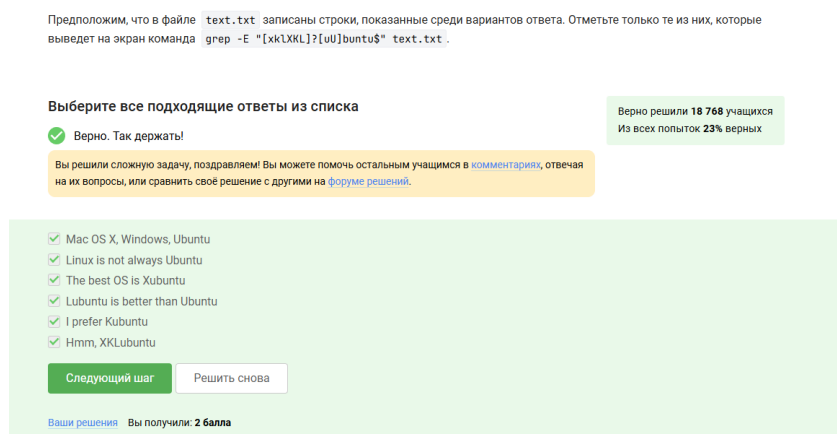 Предположим, что в файле text.txt записаны строки, показанные среди вариантов ответа. Отметьте только те из них, которые
выведет на экран команда grep -E "[xklXKL]?[uU]buntu$" text.txt.
Выберите все подходящие ответы из списка
Верно. Так держать!
Вы решили сложную задачу, поздравляем! Вы можете помочь остальным учащимся в комментариях, отвечая
на их вопросы, или сравнить своё решение с другими на форуме решений.
Верно решили 18 768 учащихся
Из всех попыток 23% верных
Mac OS X, Windows, Ubuntu
Linux is not always Ubuntu
The best OS is Xubuntu
Lubuntu is better than Ubuntu
I prefer Kubuntu
Hmm, XKLubuntu
Следующий шаг
Решить снова
Ваши решения Вы получили: 2 балла